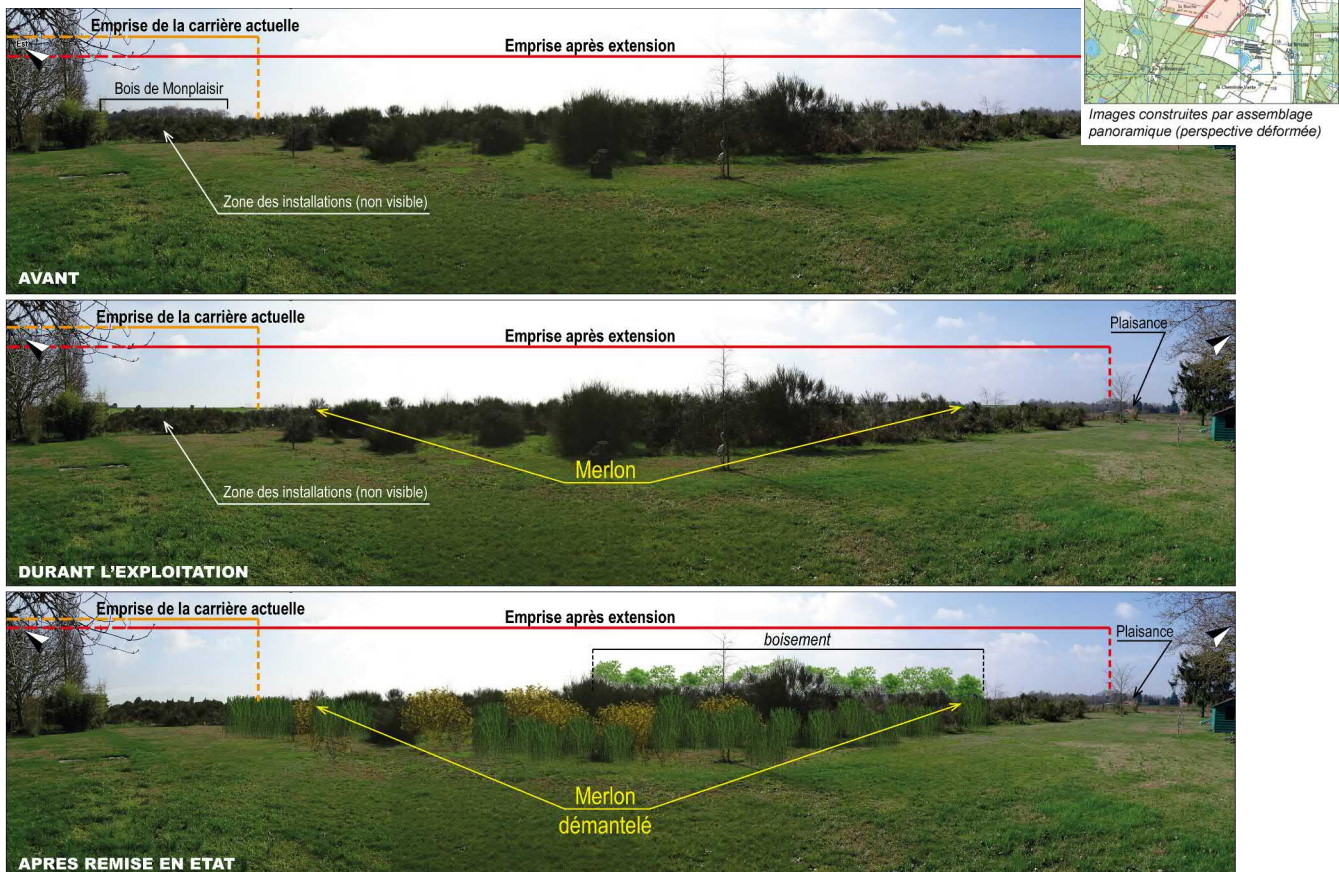 Emprise de la carrière actuelle
Est
Emprise après extension
Bois de Monplaisir
Zone des installations (non visible)
AVANT
Images construites par assemblage
panoramique (perspective déformée)
Emprise de la carrière actuelle
Emprise après extension
Plaisance
Zone des installations (non visible)
Merlon
DURANT L'EXPLOITATION
Emprise de la carrière actuelle
Emprise après extension
boisement
Plaisance
Merlon
démantelé
APRES REMISE EN ETAT